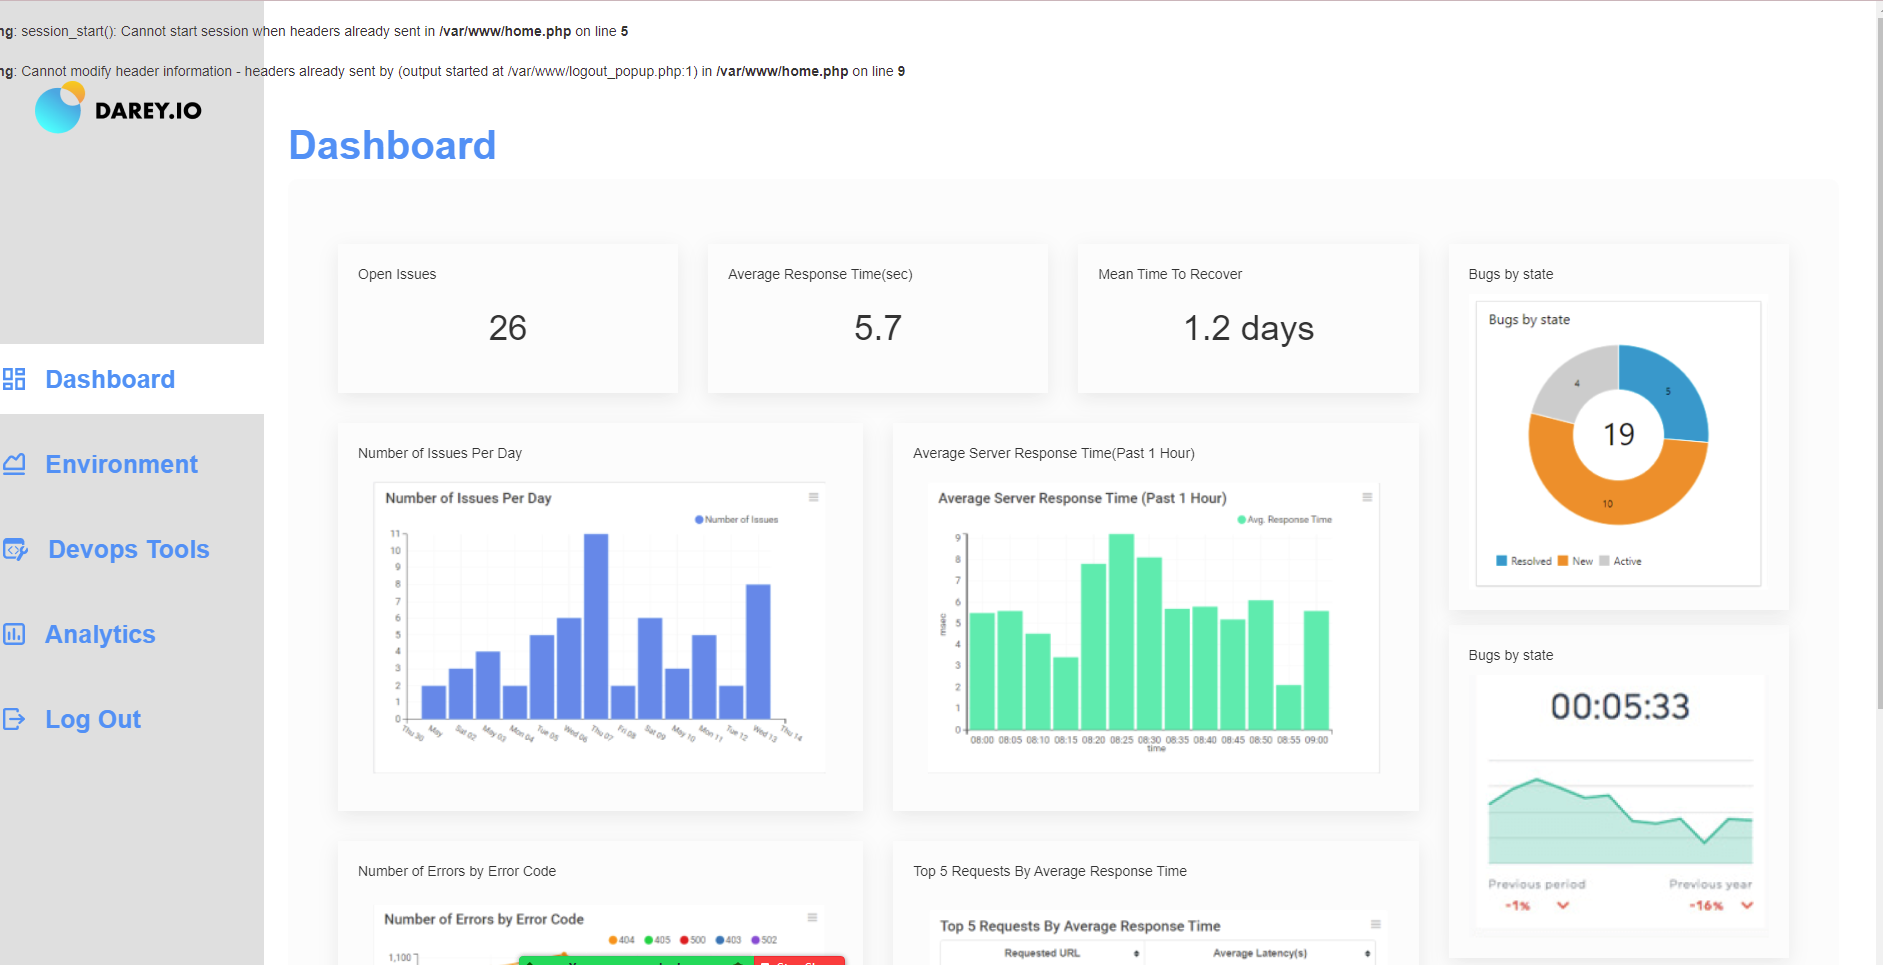 ng: session_start(): Cannot start session when headers already sent in /var/www/home.php on line 5
ng: Cannot modify header information - headers already sent by (output started at /var/www/logout_popup.php:1) in /var/www/home.php on line 9
DAREY.IO
Dashboard
Dashboard
Environment
Devops Tools
Analytics
Log Out
Open Issues
26
Average Response Time(sec)
5.7
Mean Time To Recover
1.2 days
Bugs by state
Bugs by state
4
5
19
10
Resolved New Active
Number of Issues Per Day
Number of Issues Per Day
Number of Issues
11
10
9
8
7
6
5
4
3
2
1
0
Thu 30 May Sat 02 May 03 Mon 04 Tue 05 Wed 06 Thu 07 Fri 08 Sat 09 May 10 Mon 11 Tue 12 Wed 13 Thu 14
Average Server Response Time(Past 1 Hour)
Average Server Response Time (Past 1 Hour)
Avg. Response Time
msec
9
8
7
6
5
4
3
2
1
0
08:00 08:05 08:10 08:15 08:20 08:25 08:30 08:35 08:40 08:45 08:50 08:55 09:00
time
Bugs by state
00:05:33
Previous period Previous year
-1% -16%
Number of Errors by Error Code
Number of Errors by Error Code
404 405 500 403 502
1,100
Top 5 Requests By Average Response Time
Top 5 Requests By Average Response Time
Requested URL Average Latency(s)